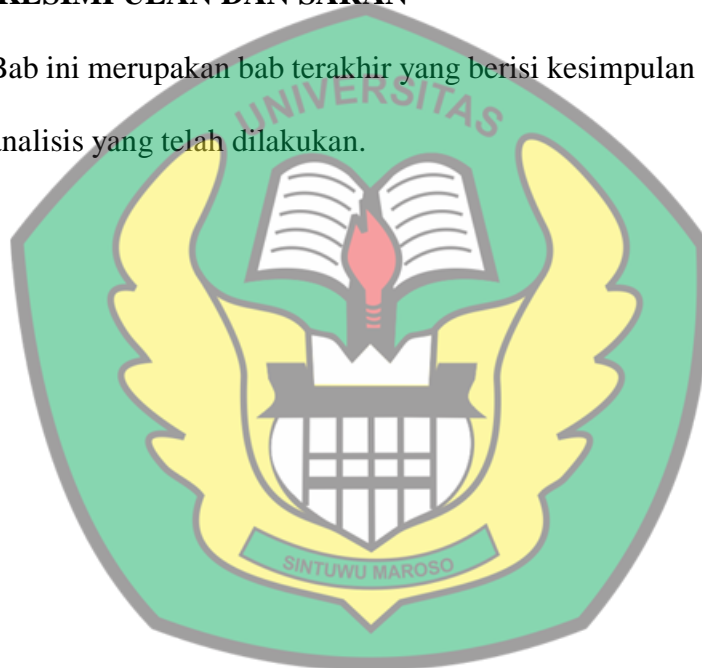 KESIMPULAN DAN SARAN
Bab ini merupakan bab terakhir yang berisi kesimpulan
analisis yang telah dilakukan.
UNIVERSITAS
SINTUWU MAROSO